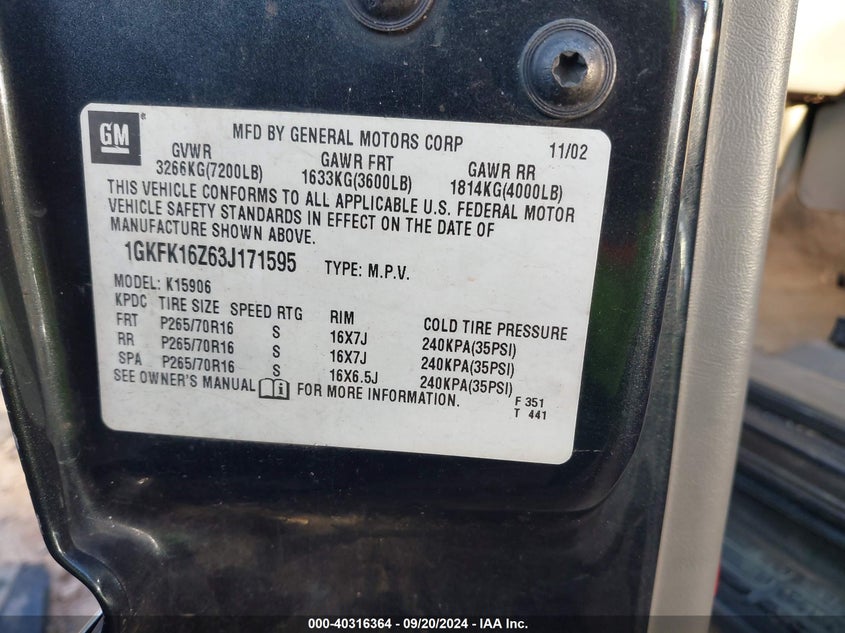 GM
MFD BY GENERAL MOTORS CORP 11/02
GVWR GAWR FRT GAWR RR
3266KG(7200LB) 1633KG(3600LB) 1814KG(4000LB)
THIS VEHICLE CONFORMS TO ALL APPLICABLE U.S. FEDERAL MOTOR
VEHICLE SAFETY STANDARDS IN EFFECT ON THE DATE OF
MANUFACTURE SHOWN ABOVE.
1GKFK16Z63J171595 TYPE: M.P.V.
MODEL: K15906
KPDC TIRE SIZE SPEED RTG RIM COLD TIRE PRESSURE
FRT P265/70R16 S 16X7J 240KPA(35PSI)
RR P265/70R16 S 16X7J 240KPA(35PSI)
SPA P265/70R16 S 16X6.5J 240KPA(35PSI)
SEE OWNER'S MANUAL i FOR MORE INFORMATION.
F 351
T 441
000-40316364 - 09/20/2024 - IAA Inc.